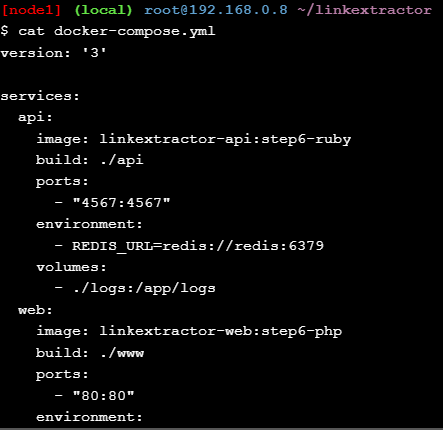 [node1] (local) root@192.168.0.8 ~/linkextractor
$ cat docker-compose.yml
version: '3'

services:
  api:
    image: linkextractor-api:step6-ruby
    build: ./api
    ports:
      - "4567:4567"
    environment:
      - REDIS_URL=redis://redis:6379
    volumes:
      - ./logs:/app/logs
  web:
    image: linkextractor-web:step6-php
    build: ./www
    ports:
      - "80:80"
    environment: